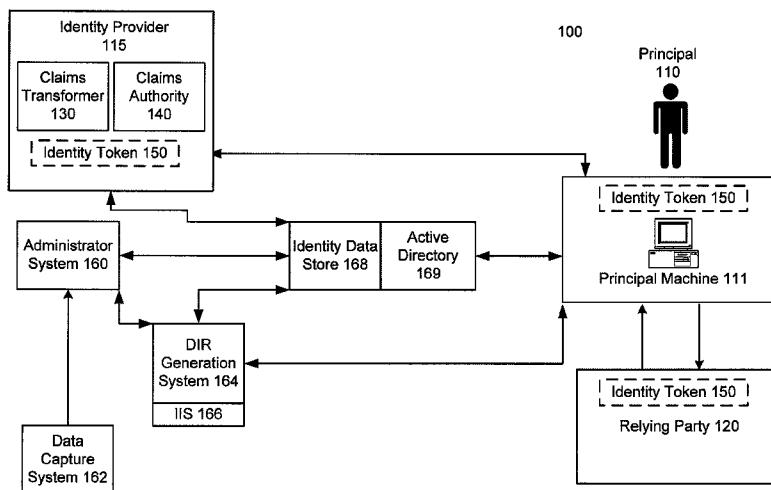 Identity Provider
115
Claims
Transformer
130
Claims
Authority
140
Identity Token 150
100
Principal
110
Identity Token 150
Principal Machine 111
Administrator
System 160
Identity Data
Store 168
Active
Directory
169
DIR
Generation
System 164
IIS 166
Data
Capture
System 162
Identity Token 150
Relying Party 120